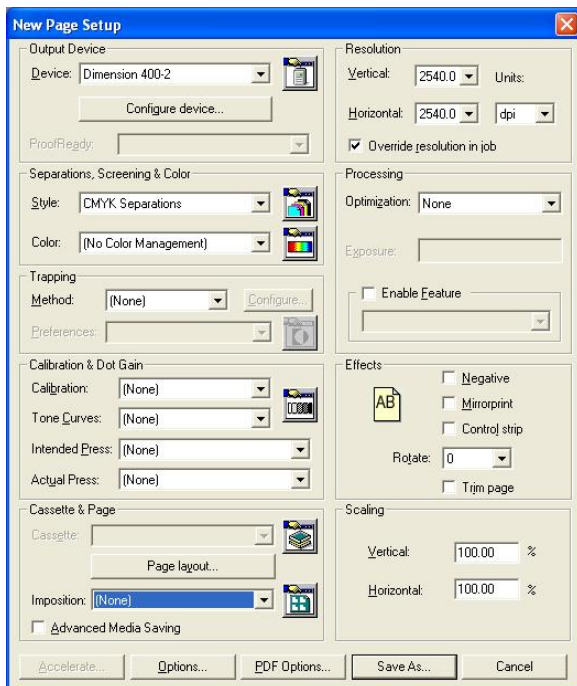 New Page Setup
Output Device
Device: Dimension 400-2
Configure device...
ProofReady:
Separations, Screening & Color
Style: CMYK Separations
Color: (No Color Management)
Trapping
Method: (None) Configure...
Preferences:
Calibration & Dot Gain
Calibration: (None)
Tone Curves: (None)
Intended Press: (None)
Actual Press: (None)
Cassette & Page
Cassette:
Page layout...
Imposition: (None)
Advanced Media Saving
Resolution
Vertical: 2540.0 Units:
Horizontal: 2540.0 dpi
Override resolution in job
Processing
Optimization: None
Exposure:
Enable Feature
Effects
AB
Negative
Mirrorprint
Control strip
Rotate: 0
Trim page
Scaling
Vertical: 100.00 %
Horizontal: 100.00 %
Accelerate... Options... PDF Options... Save As... Cancel